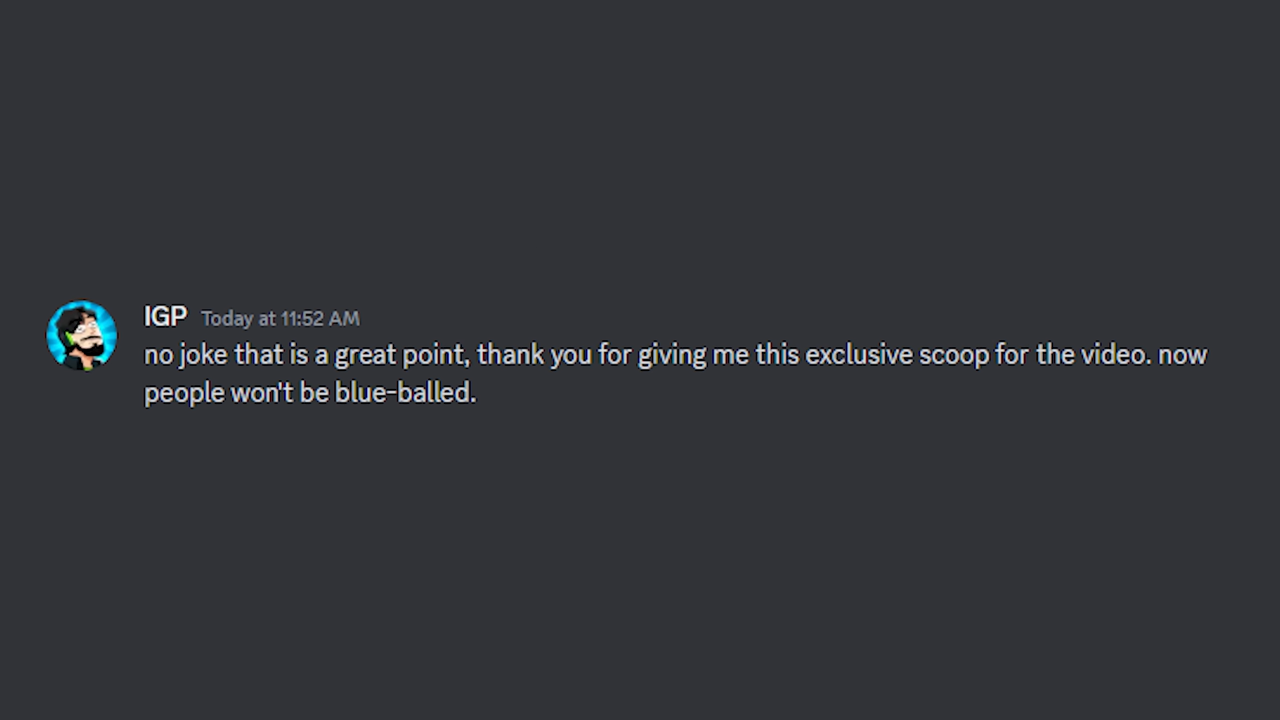 IGP Today at 11:52 AM
no joke that is a great point, thank you for giving me this exclusive scoop for the video. now
people won't be blue-balled.